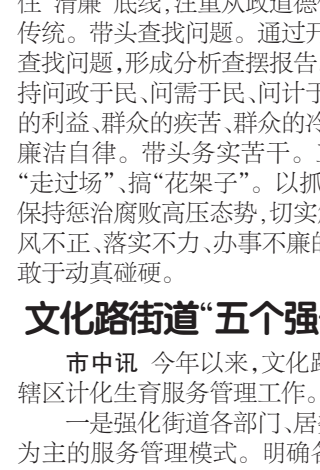 住“清廉”底线,注重从政道德
传统。带头查找问题。通过开
查找问题,形成分析查摆报告
持问政于民、问需于民、问计于
的利益、群众的疾苦、群众的冷
廉洁自律。带头务实苦干。
“走过场”、搞“花架子”。以抓
保持惩治腐败高压态势,切实
风不正、落实不力、办事不廉的
敢于动真碰硬。
文化路街道“五个强
市中讯 今年以来,文化路
辖区计化生育服务管理工作。
一是强化街道各部门、居
为主的服务管理模式。明确各